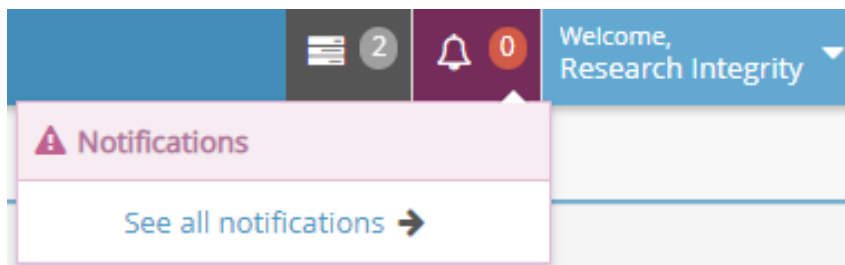 2
0
Welcome,
Research Integrity
Notifications
See all notifications